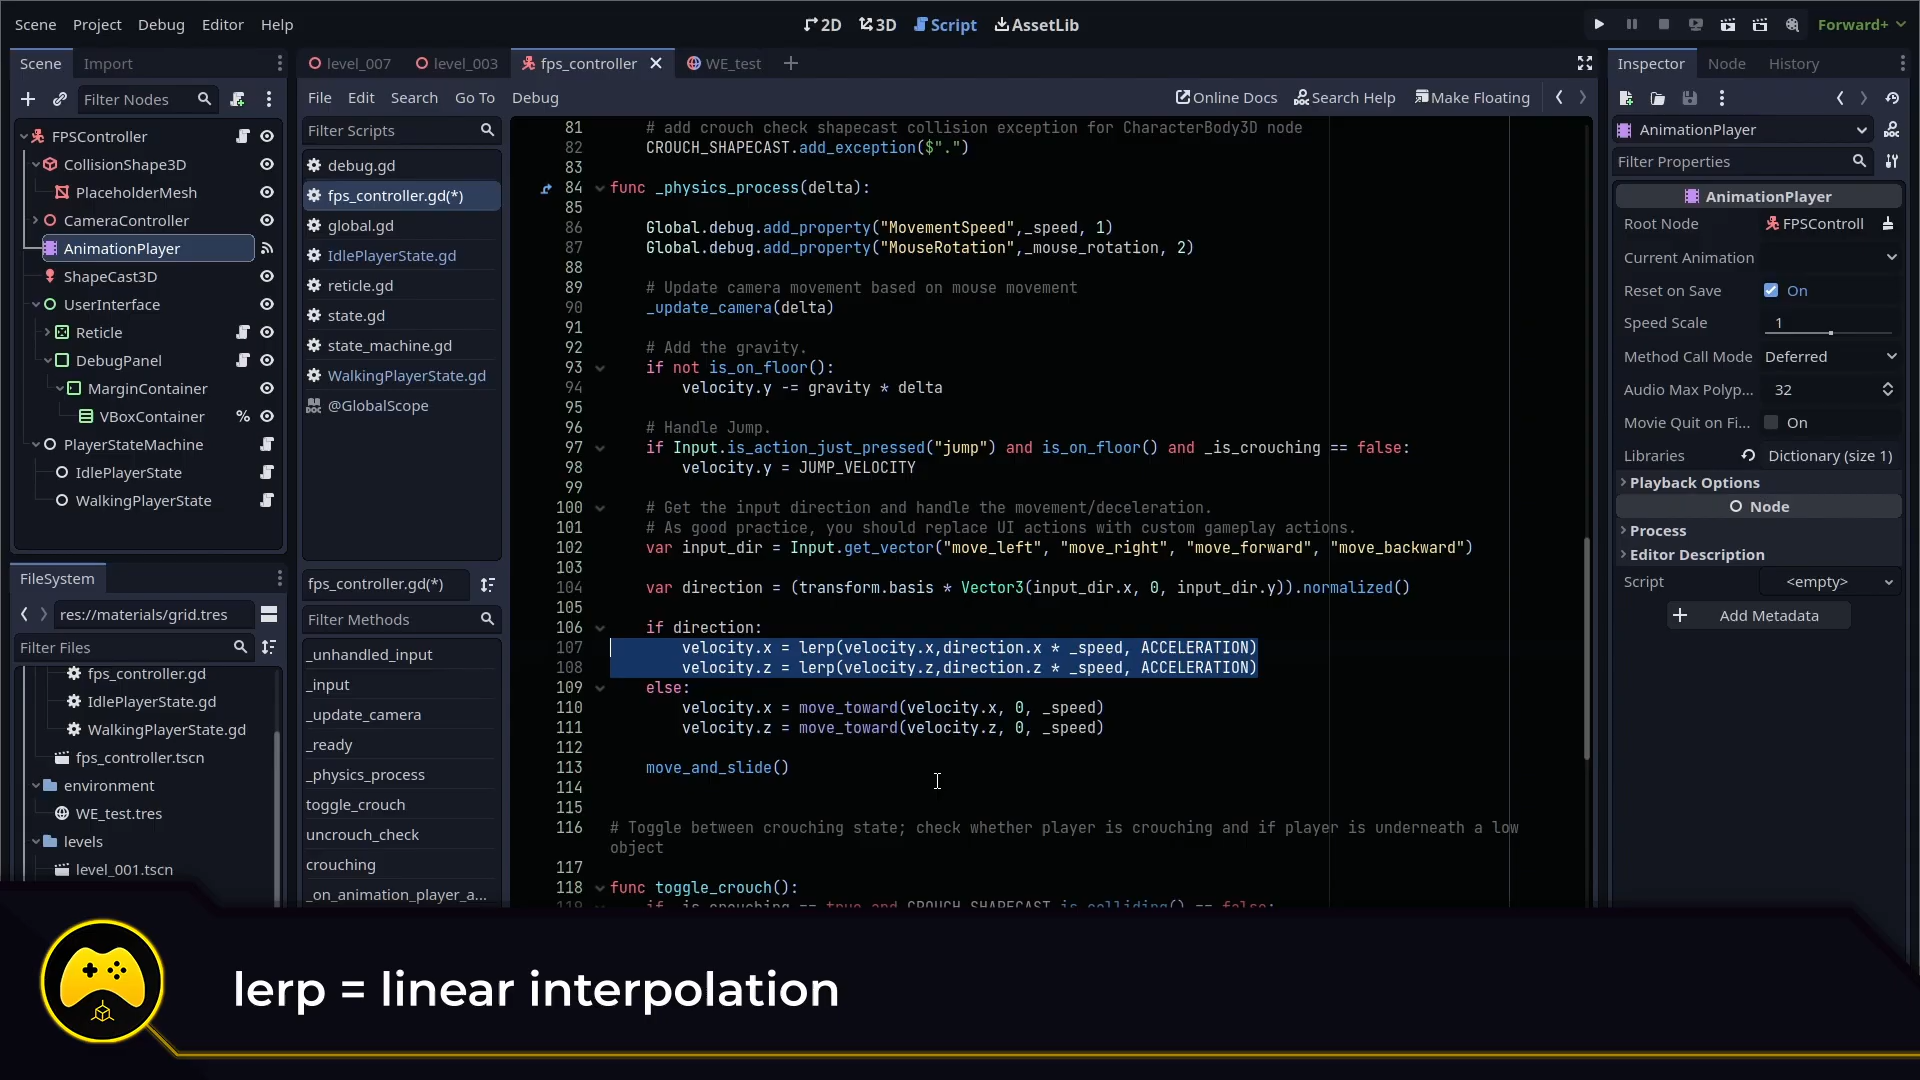 Scene Project Debug Editor Help
2D 3D Script AssetLib
Forward+
Scene Import
Filter Nodes
FPSController
CollisionShape3D
PlaceholderMesh
CameraController
AnimationPlayer
ShapeCast3D
UserInterface
Reticle
DebugPanel
MarginContainer
VBoxContainer %
PlayerStateMachine
IdlePlayerState
WalkingPlayerState
FileSystem
res://materials/grid.tres
Filter Files
fps_controller.gd
IdlePlayerState.gd
WalkingPlayerState.gd
fps_controller.tscn
environment
WE_test.tres
levels
level_001.tscn
level_007 level_003 fps_controller WE_test
File Edit Search Go To Debug
Online Docs Search Help Make Floating
Filter Scripts
debug.gd
fps_controller.gd(*)
global.gd
IdlePlayerState.gd
reticle.gd
state.gd
state_machine.gd
WalkingPlayerState.gd
@GlobalScope
fps_controller.gd(*)
Filter Methods
_unhandled_input
_input
_update_camera
_ready
_physics_process
toggle_crouch
uncrouch_check
crouching
_on_animation_player_a...
81 # add crouch check shapecast collision exception for CharacterBody3D node
82 CROUCH_SHAPECAST.add_exception($".")
83
84 func _physics_process(delta):
85
86 Global.debug.add_property("MovementSpeed",_speed, 1)
87 Global.debug.add_property("MouseRotation",_mouse_rotation, 2)
88
89 # Update camera movement based on mouse movement
90 _update_camera(delta)
91
92 # Add the gravity.
93 if not is_on_floor():
94 velocity.y -= gravity * delta
95
96 # Handle Jump.
97 if Input.is_action_just_pressed("jump") and is_on_floor() and _is_crouching == false:
98 velocity.y = JUMP_VELOCITY
99
100 # Get the input direction and handle the movement/deceleration.
101 # As good practice, you should replace UI actions with custom gameplay actions.
102 var input_dir = Input.get_vector("move_left", "move_right", "move_forward", "move_backward")
103
104 var direction = (transform.basis * Vector3(input_dir.x, 0, input_dir.y)).normalized()
105
106 if direction:
107 velocity.x = lerp(velocity.x,direction.x * _speed, ACCELERATION)
108 velocity.z = lerp(velocity.z,direction.z * _speed, ACCELERATION)
109 else:
110 velocity.x = move_toward(velocity.x, 0, _speed)
111 velocity.z = move_toward(velocity.z, 0, _speed)
112
113 move_and_slide()
114
115
116 # Toggle between crouching state; check whether player is crouching and if player is underneath a low
object
117
118 func toggle_crouch():
119 if _is_crouching == true and CROUCH_SHAPECAST.is_colliding() == false:
Inspector Node History
AnimationPlayer
Filter Properties
AnimationPlayer
Root Node FPSControll
Current Animation
Reset on Save On
Speed Scale 1
Method Call Mode Deferred
Audio Max Polyp... 32
Movie Quit on Fi... On
Libraries Dictionary (size 1)
Playback Options
Node
Process
Editor Description
Script <empty>
Add Metadata
lerp = linear interpolation